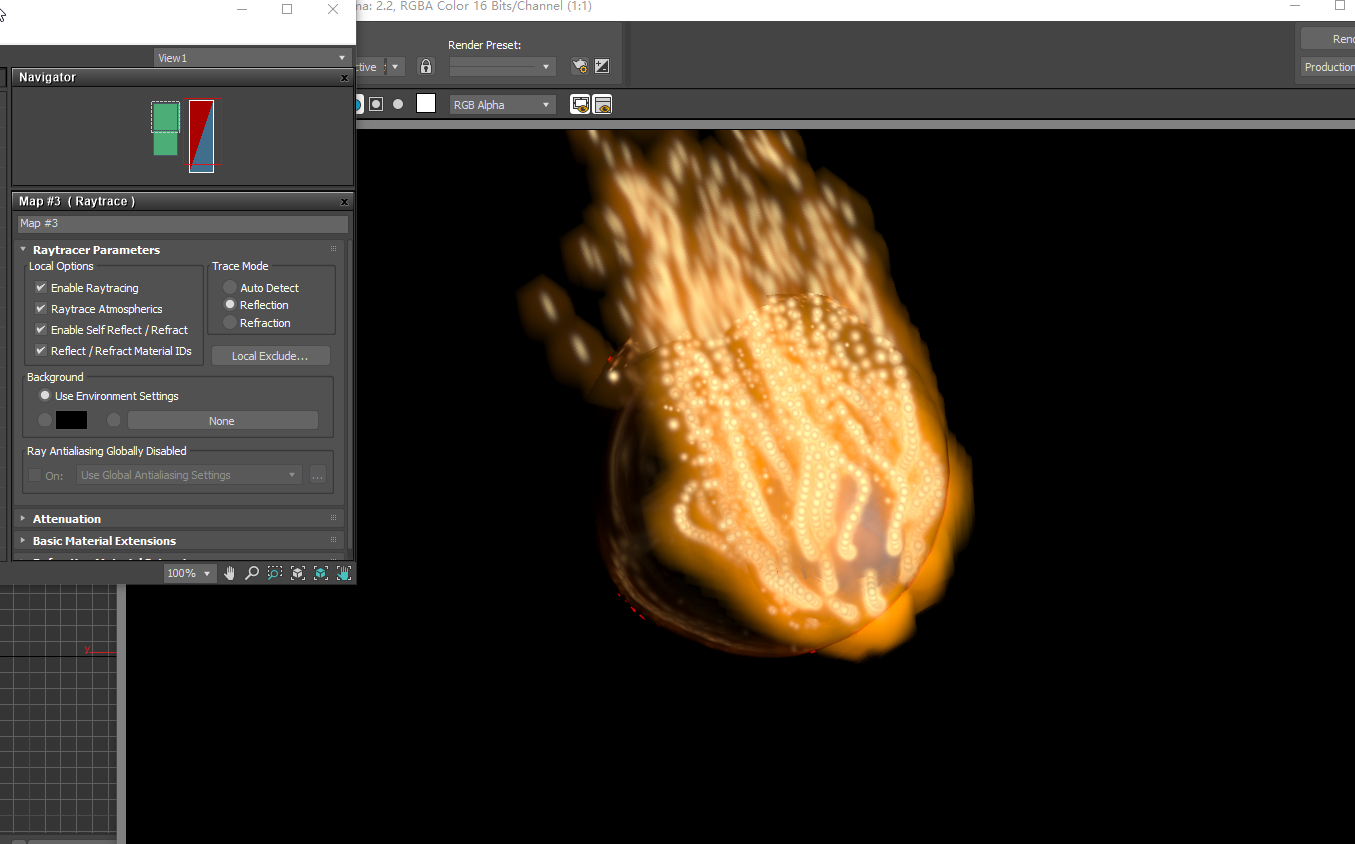 na: 2.2, RGBA Color 16 Bits/Channel (1:1)
View1
Navigator
Map #3 ( Raytrace )
Map #3
Raytracer Parameters
Local Options
Enable Raytracing
Raytrace Atmospherics
Enable Self Reflect / Refract
Reflect / Refract Material IDs
Trace Mode
Auto Detect
Reflection
Refraction
Local Exclude...
Background
Use Environment Settings
None
Ray Antialiasing Globally Disabled
On:
Use Global Antialiasing Settings
...
Attenuation
Basic Material Extensions
100%
y
Render Preset:
ctive
RGB Alpha
Rend
Production